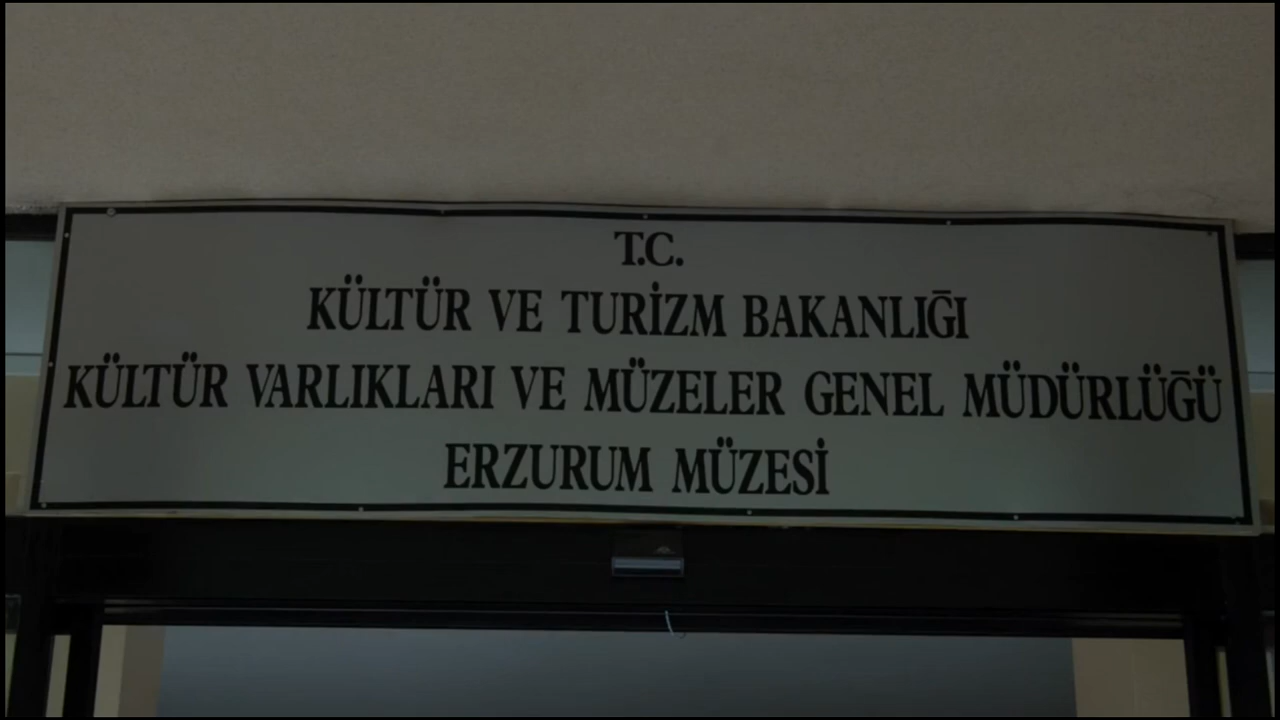 T.C.
KÜLTÜR VE TURİZM BAKANLIĞI
KÜLTÜR VARLIKLARI VE MÜZELER GENEL MÜDÜRLÜĞÜ
ERZURUM MÜZESİ